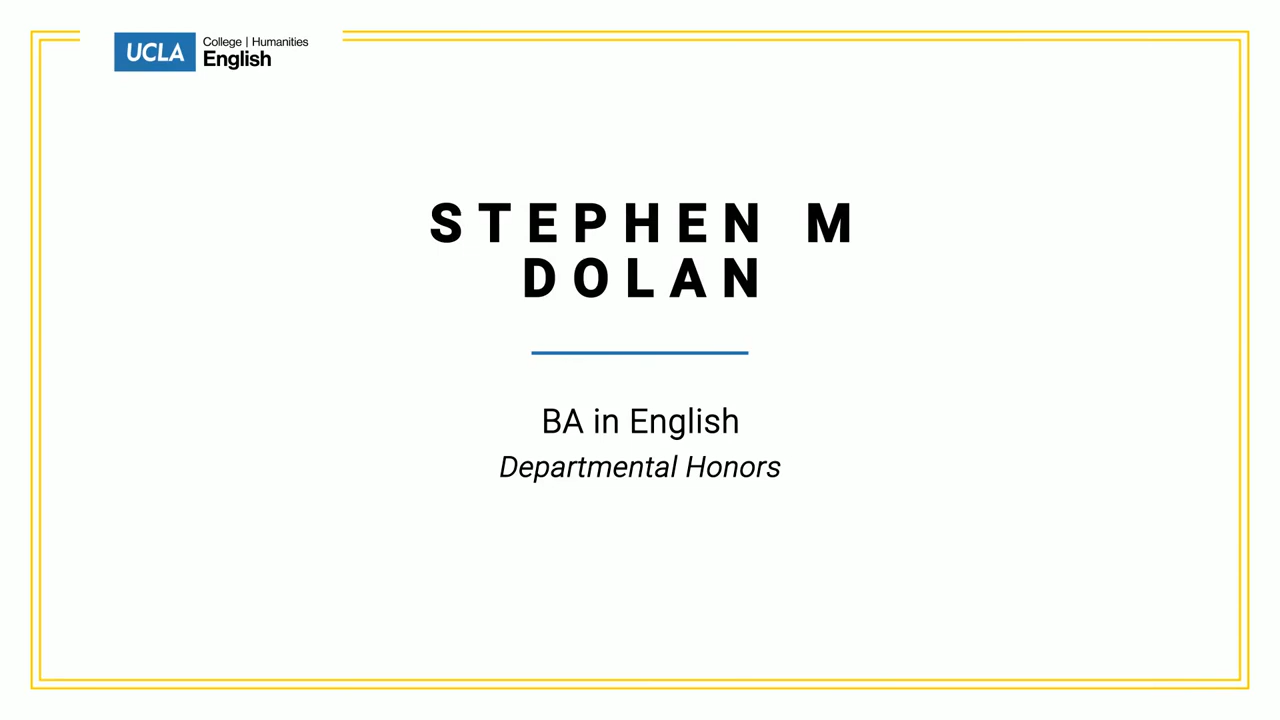 UCLA
College | Humanities
English
STEPHEN M
DOLAN
BA in English
Departmental Honors